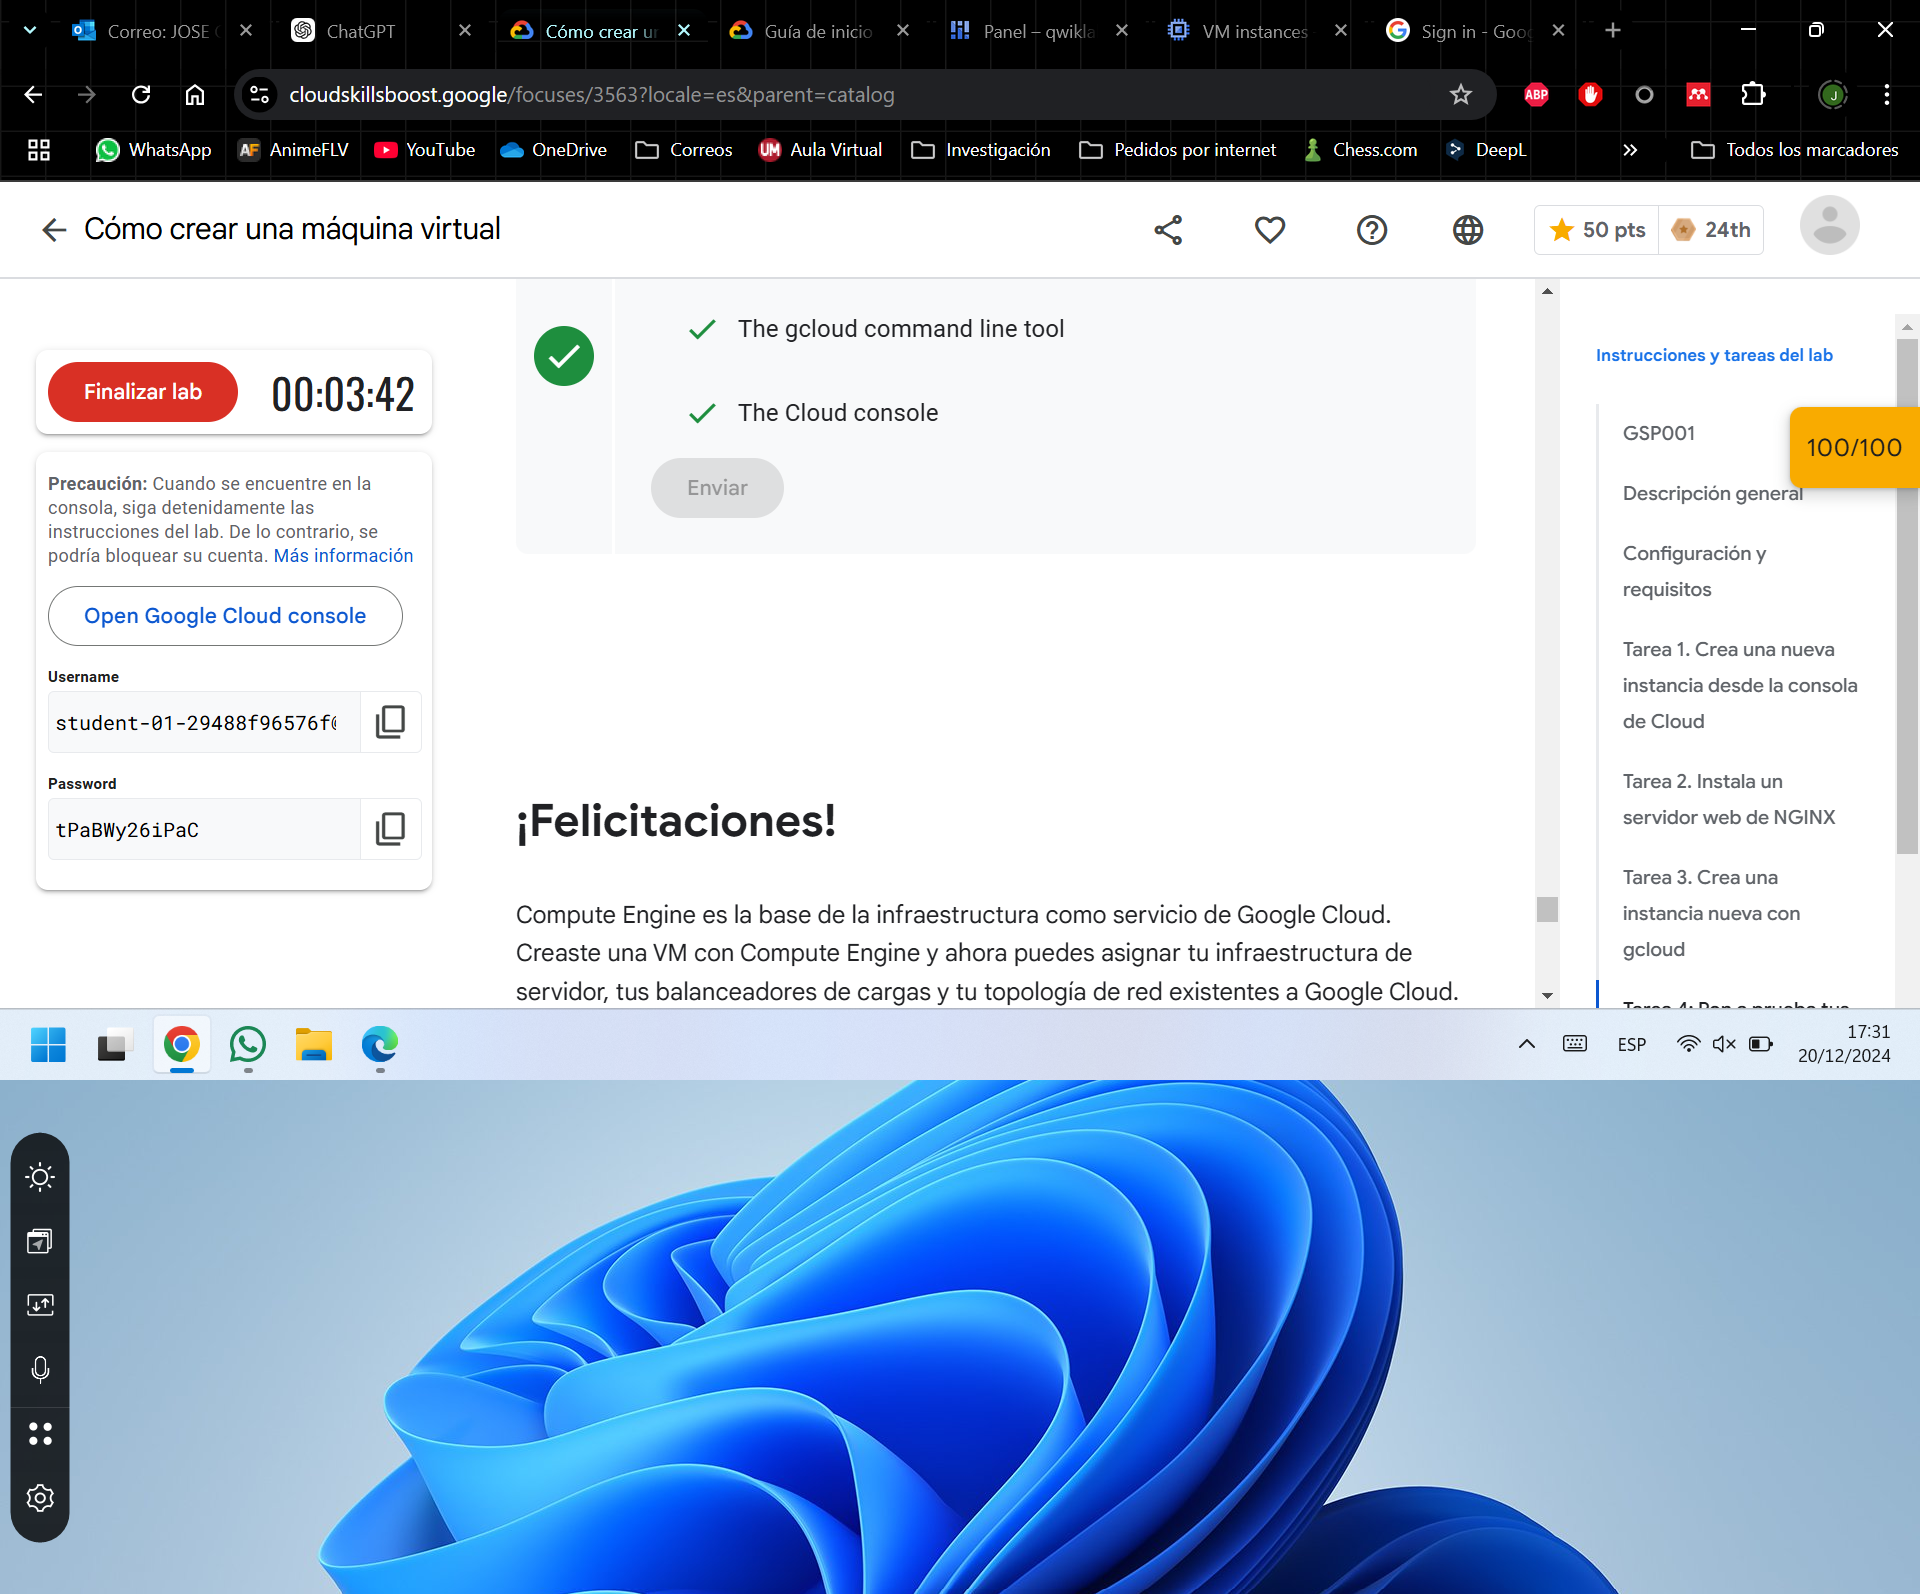 Correo: JOSE
ChatGPT
Cómo crear ur
Guía de inicio
Panel – qwikla
VM instances
Sign in - Goog
cloudskillsboost.google/focuses/3563?locale=es&parent=catalog
ABP
J
WhatsApp
AF AnimeFLV
YouTube
OneDrive
Correos
UM Aula Virtual
Investigación
Pedidos por internet
Chess.com
DeepL
Todos los marcadores
Cómo crear una máquina virtual
50 pts
24th
Finalizar lab
00:03:42
Precaución: Cuando se encuentre en la
consola, siga detenidamente las
instrucciones del lab. De lo contrario, se
podría bloquear su cuenta. Más información
Open Google Cloud console
Username
student-01-29488f96576f@
Password
tPaBWy26iPaC
The gcloud command line tool
The Cloud console
Enviar
¡Felicitaciones!
Compute Engine es la base de la infraestructura como servicio de Google Cloud.
Creaste una VM con Compute Engine y ahora puedes asignar tu infraestructura de
servidor, tus balanceadores de cargas y tu topología de red existentes a Google Cloud.
Instrucciones y tareas del lab
GSP001
100/100
Descripción general
Configuración y
requisitos
Tarea 1. Crea una nueva
instancia desde la consola
de Cloud
Tarea 2. Instala un
servidor web de NGINX
Tarea 3. Crea una
instancia nueva con
gcloud
Tarea 4: Pon a prueba tus
ESP
17:31
20/12/2024